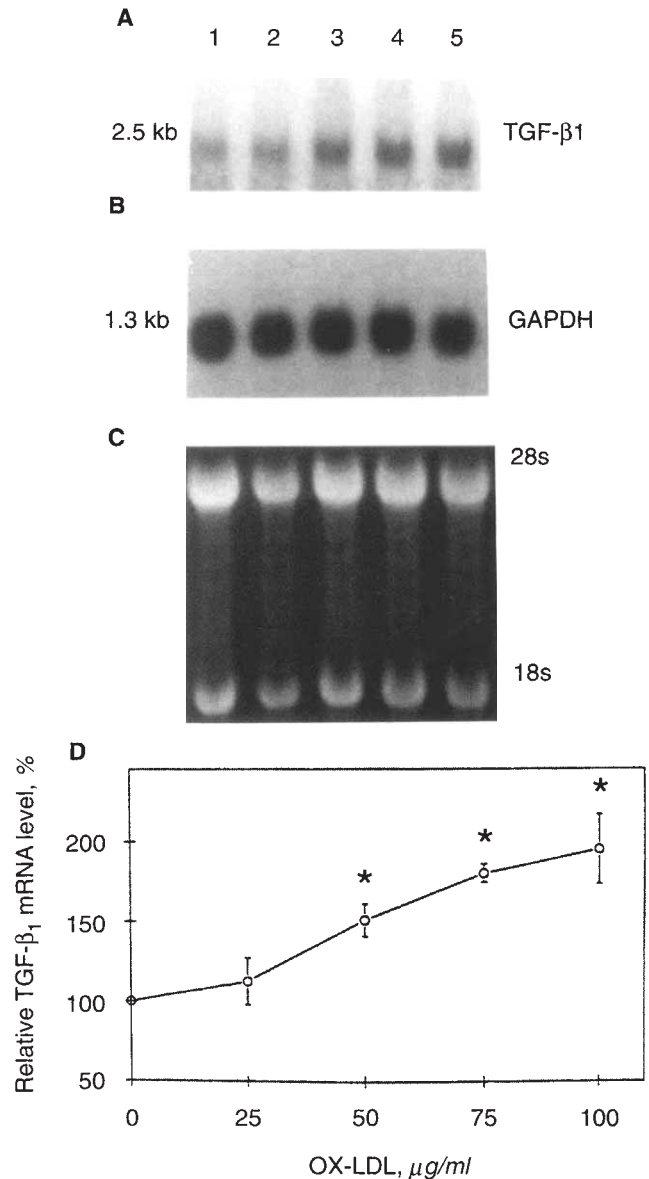 A
1 2 3 4 5
2.5 kb TGF-β1
B
1.3 kb GAPDH
C
28s
18s
D
Relative TGF-β₁ mRNA level, %
200
150
100
50
* * *
0 25 50 75 100
OX-LDL, μg/ml